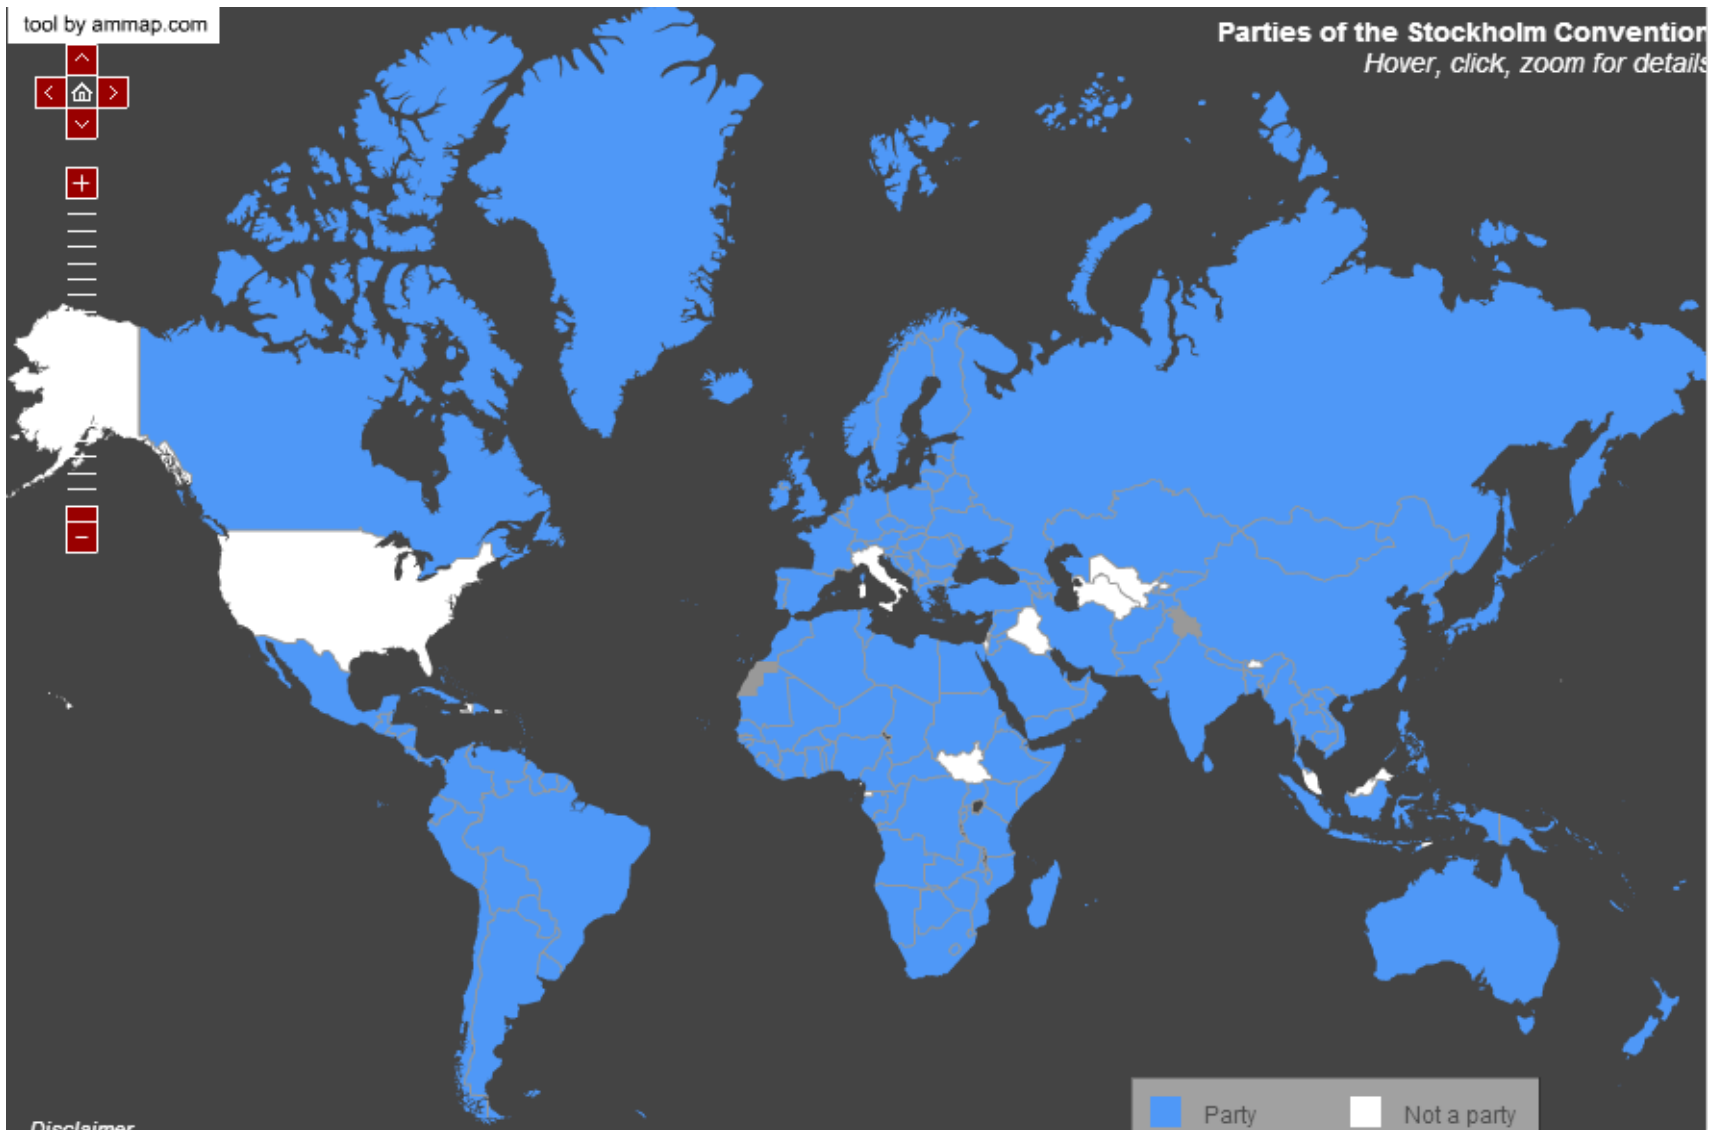 tool by ammap.com
Parties of the Stockholm Convention
Hover, click, zoom for details
Party
Not a party
Disclaimer